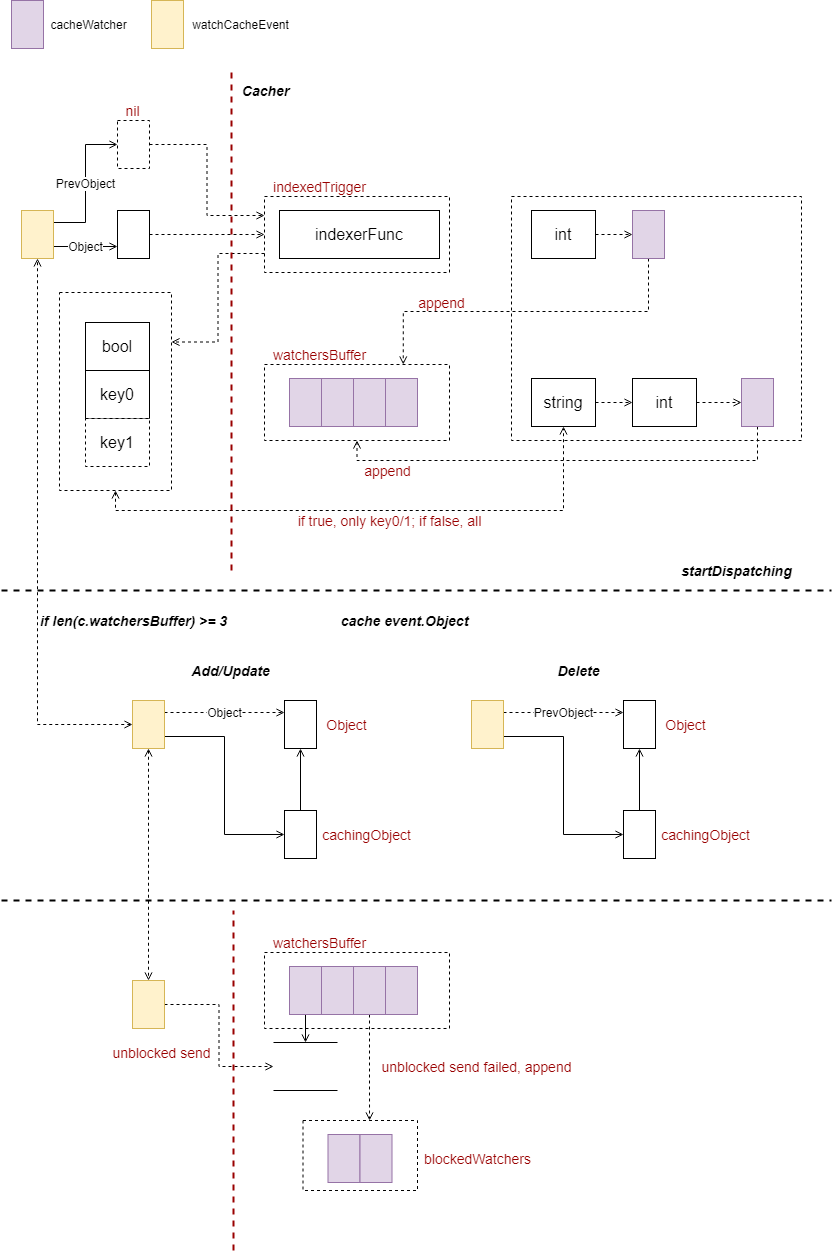 cacheWatcher
watchCacheEvent
Cacher
nil
PrevObject
indexedTrigger
indexerFunc
int
Object
append
bool
watchersBuffer
key0
string
int
key1
append
if true, only key0/1; if false, all
startDispatching
if len(c.watchersBuffer) >= 3
cache event.Object
Add/Update
Delete
Object
PrevObject
Object
Object
cachingObject
cachingObject
watchersBuffer
unblocked send
unblocked send failed, append
blockedWatchers